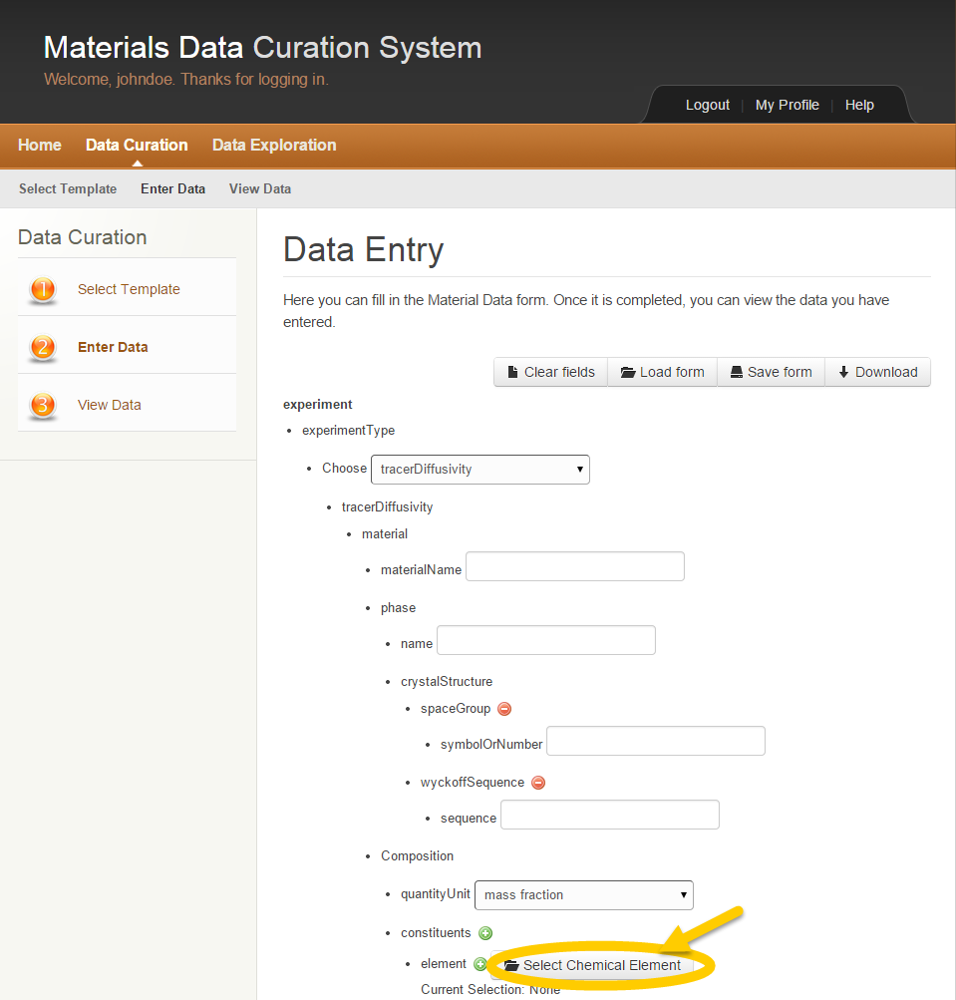 Materials Data Curation System
Welcome, johndoe. Thanks for logging in.
Logout | My Profile | Help
Home Data Curation Data Exploration
Select Template Enter Data View Data
Data Curation
1 Select Template
2 Enter Data
3 View Data
Data Entry
Here you can fill in the Material Data form. Once it is completed, you can view the data you have
entered.
Clear fields Load form Save form Download
experiment
experimentType
Choose tracerDiffusivity
tracerDiffusivity
material
materialName
phase
name
crystalStructure
spaceGroup
symbolOrNumber
wyckoffSequence
sequence
Composition
quantityUnit mass fraction
constituents
element Select Chemical Element
Current Selection: None